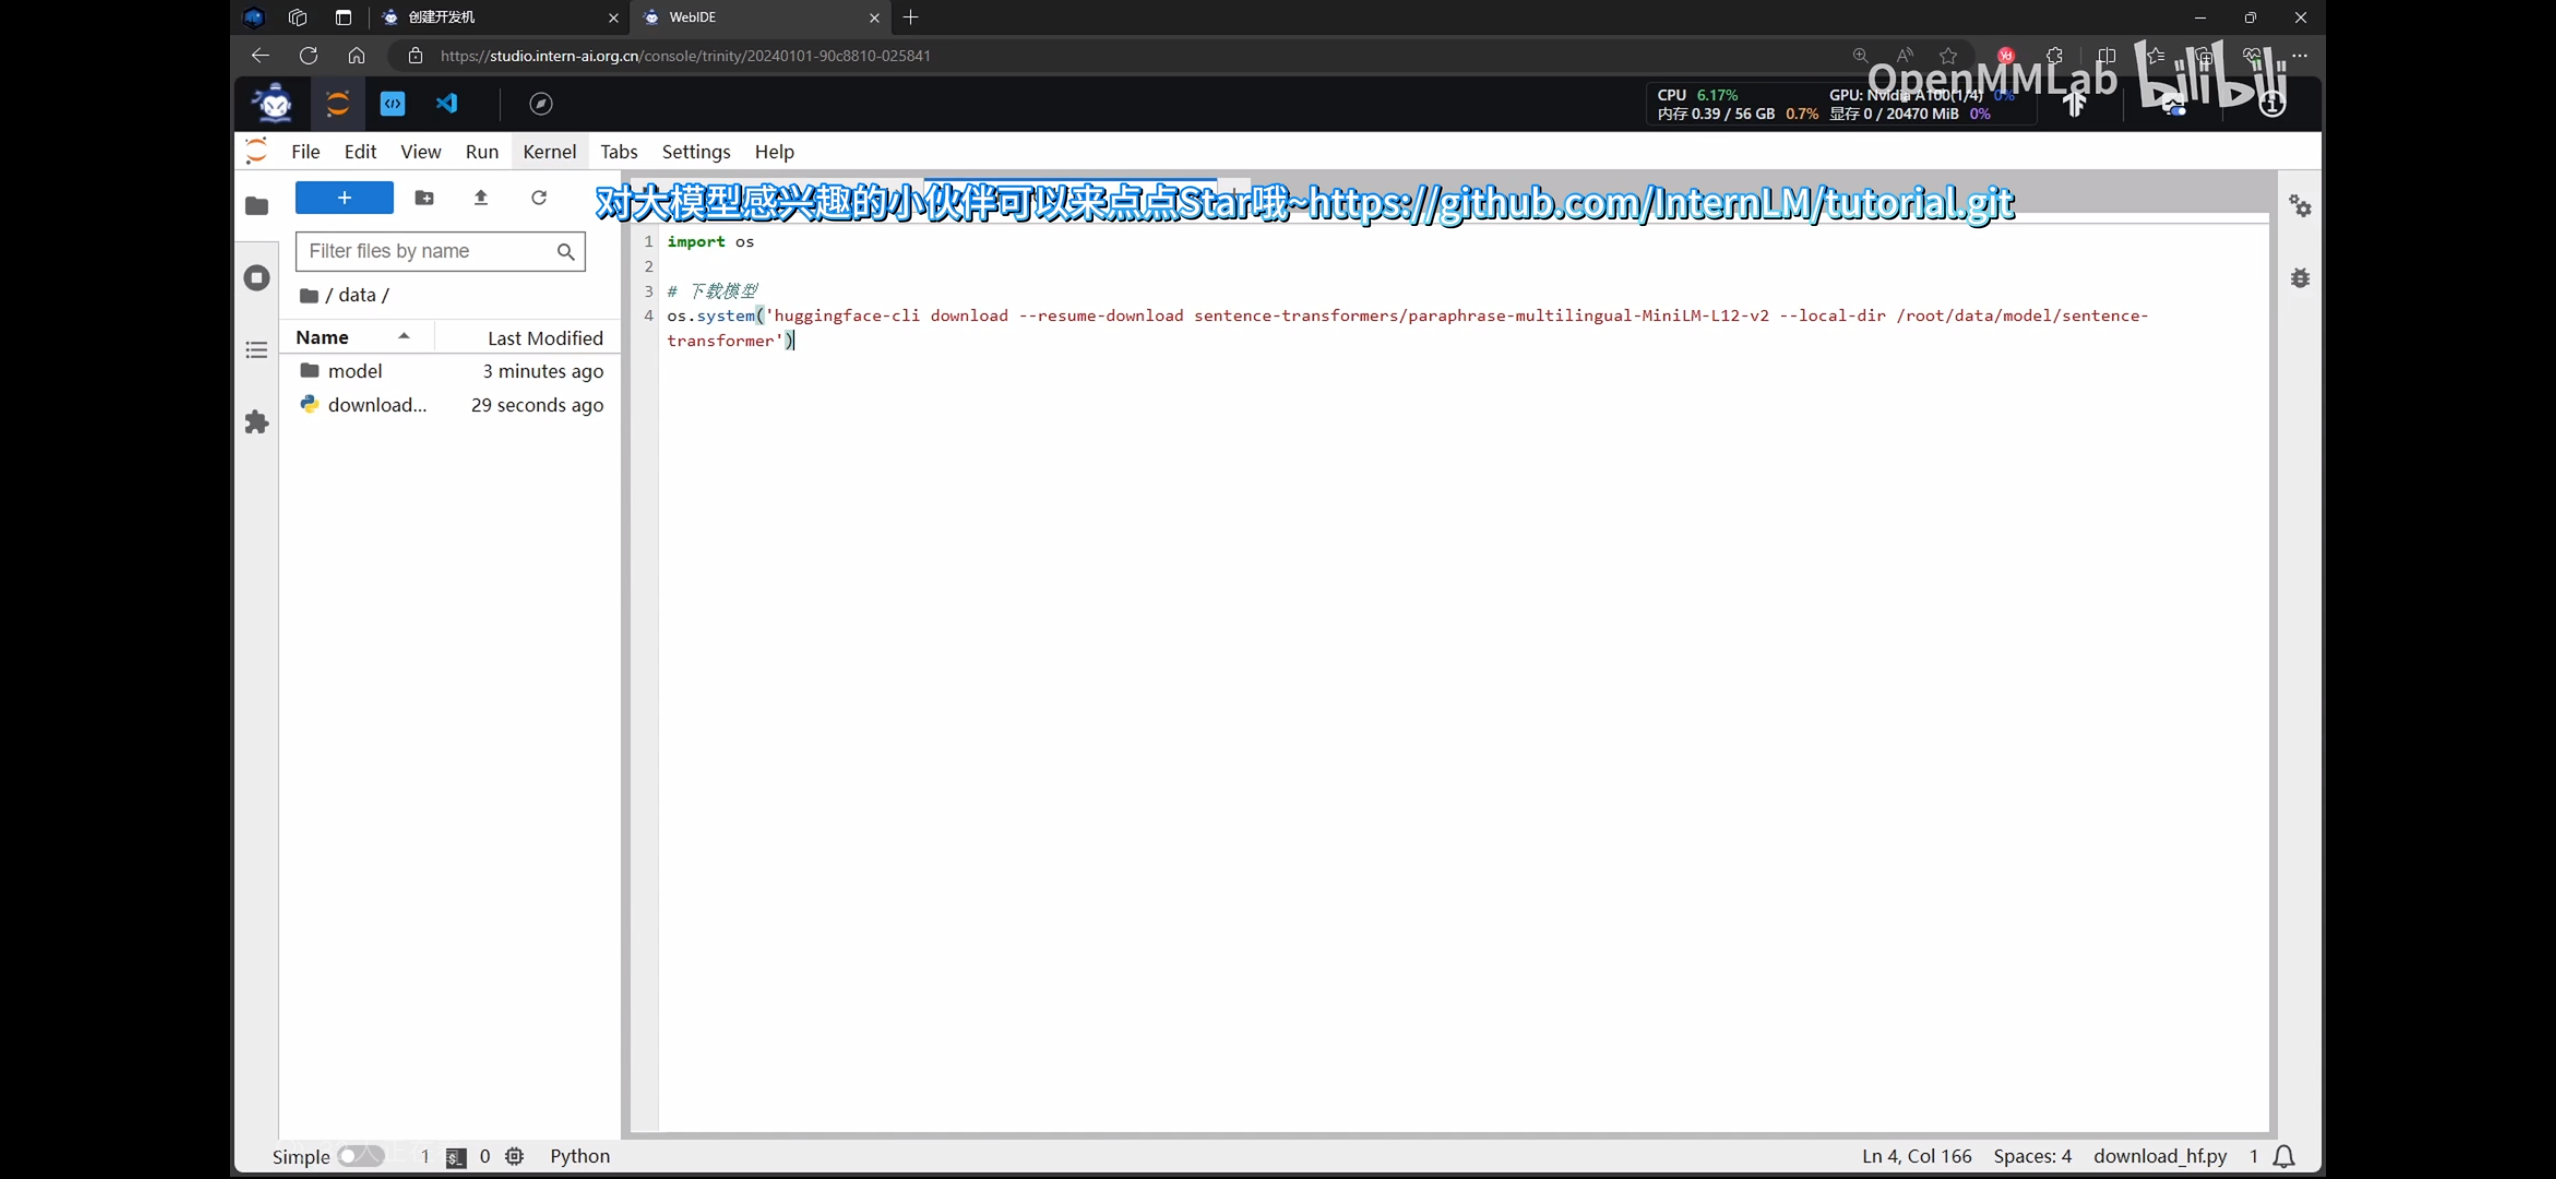 创建开发机
WebIDE
https://studio.intern-ai.org.cn/console/trinity/20240101-90c8810-025841
OpenMMLab bilibili
CPU 6.17% GPU: Nvidia A100(1/4) 0%
内存 0.39 / 56 GB 0.7% 显存 0 / 20470 MiB 0%
File Edit View Run Kernel Tabs Settings Help
对大模型感兴趣的小伙伴可以来点点Star哦~https://github.com/InternLM/tutorial.git
Filter files by name
/ data /
Name Last Modified
model 3 minutes ago
download... 29 seconds ago
1 import os
2
3 # 下载模型
4 os.system('huggingface-cli download --resume-download sentence-transformers/paraphrase-multilingual-MiniLM-L12-v2 --local-dir /root/data/model/sentence-
transformer')
Simple 1 0 Python
Ln 4, Col 166 Spaces: 4 download_hf.py 1